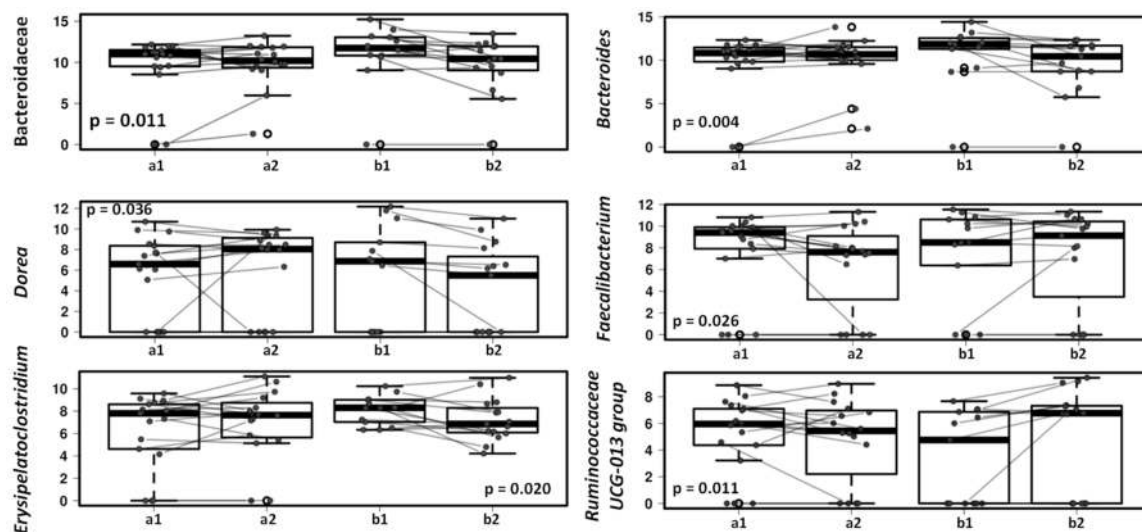 Bacteroidaceae
15
10
5
0
p = 0.011
a1 a2 b1 b2
Bacteroides
15
10
5
0
p = 0.004
a1 a2 b1 b2
Dorea
12
10
8
6
4
2
0
p = 0.036
a1 a2 b1 b2
Faecalibacterium
12
10
8
6
4
2
0
p = 0.026
a1 a2 b1 b2
Erysipelatoclostridium
10
8
6
4
2
0
p = 0.020
a1 a2 b1 b2
Ruminoccaceae
UCG-013 group
8
6
4
2
0
p = 0.011
a1 a2 b1 b2